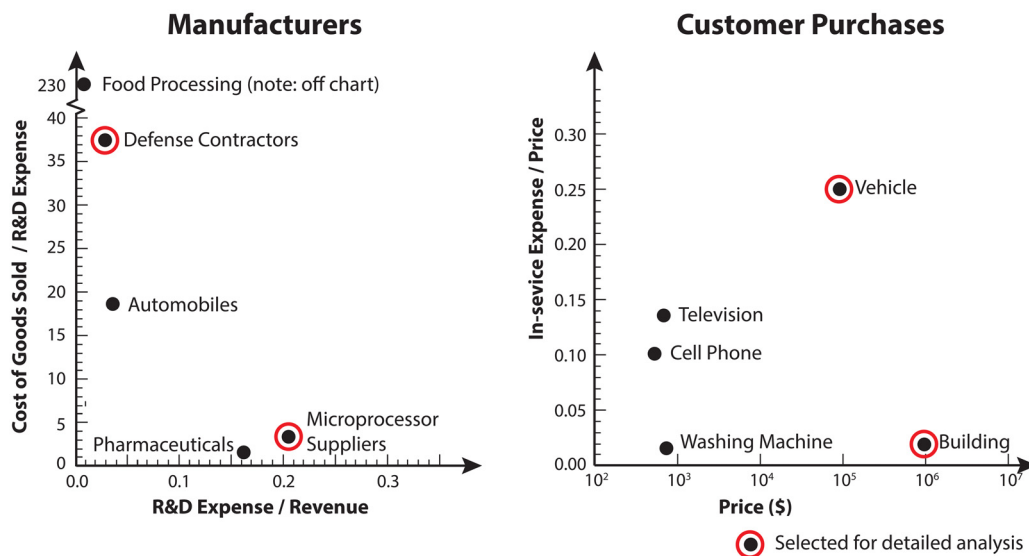 Manufacturers
Cost of Goods Sold / R&D Expense
230
40
35
30
25
20
15
10
5
0
Food Processing (note: off chart)
Defense Contractors
Automobiles
Microprocessor
Suppliers
Pharmaceuticals
0.0
0.1
0.2
0.3
R&D Expense / Revenue
Customer Purchases
In-sevice Expense / Price
0.30
0.25
0.20
0.15
0.10
0.05
0.00
Vehicle
Television
Cell Phone
Washing Machine
Building
10²
10³
10⁴
10⁵
10⁶
10⁷
Price ($)
Selected for detailed analysis